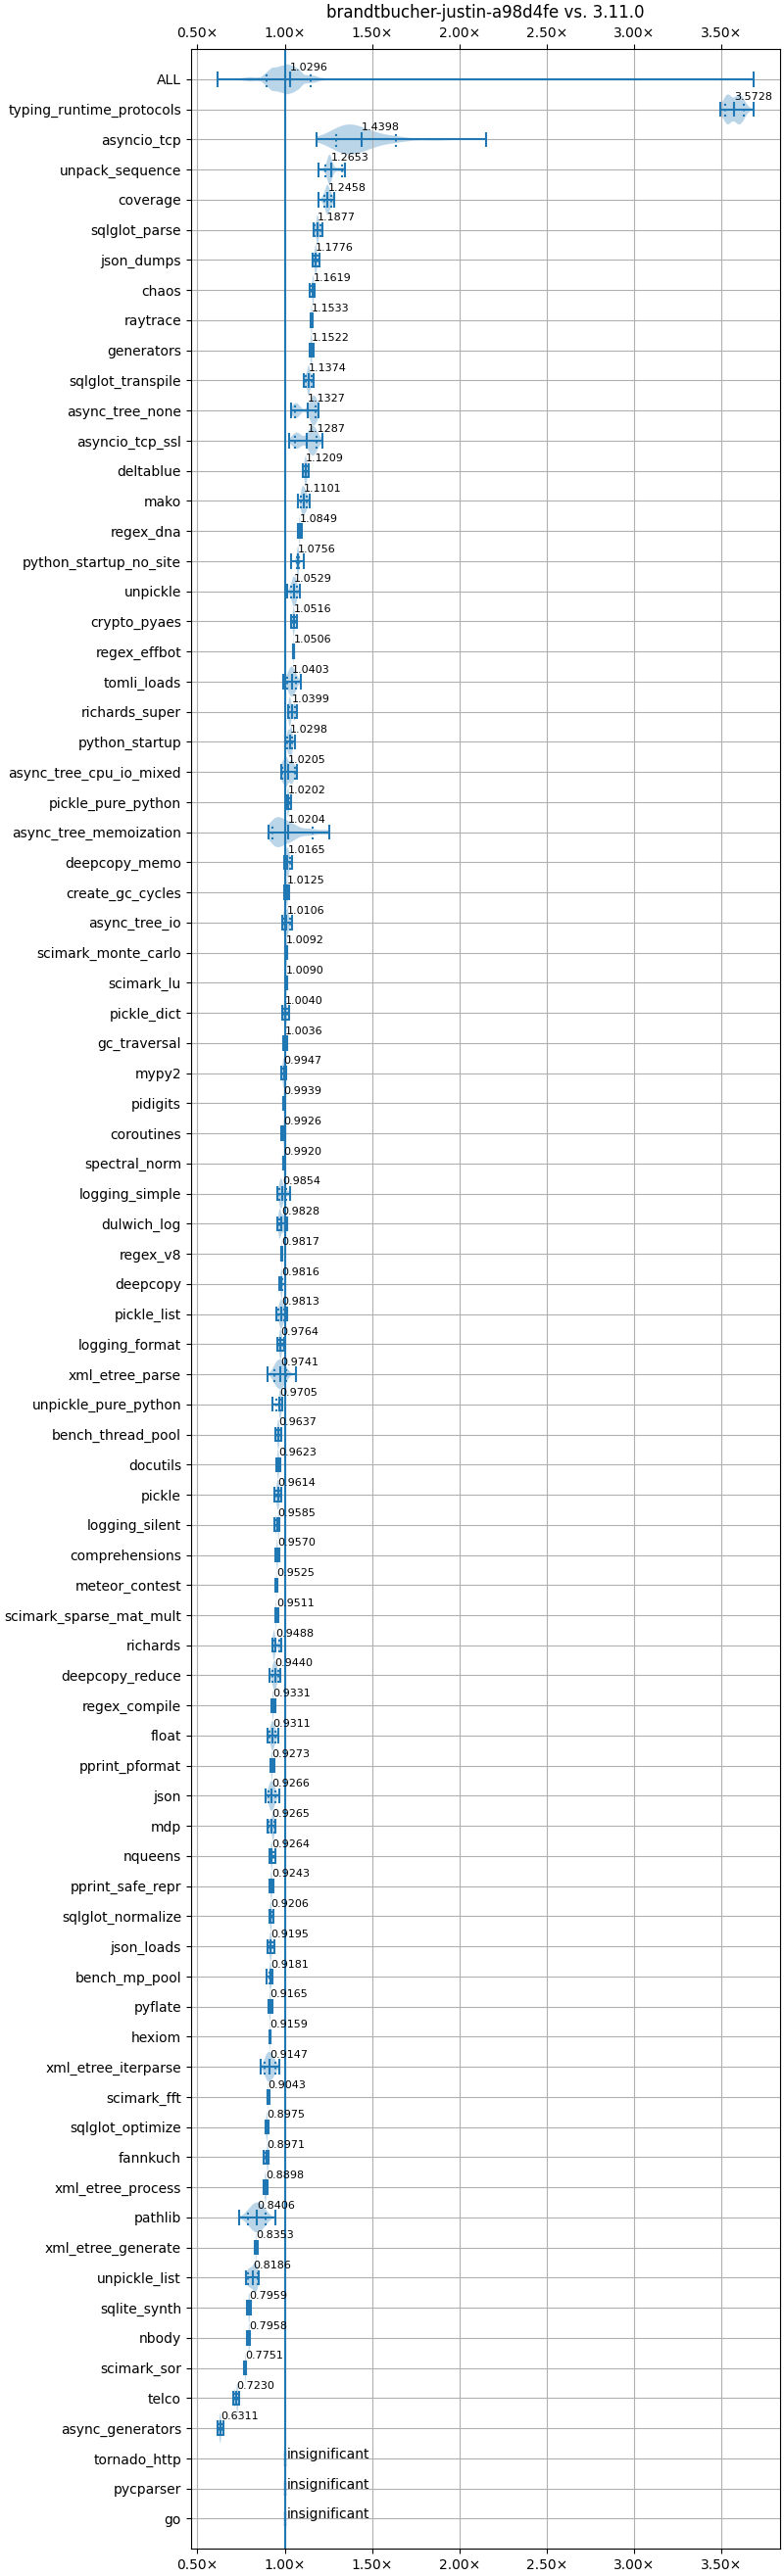 brandtbucher-justin-a98d4fe vs. 3.11.0
0.50× 1.00× 1.50× 2.00× 2.50× 3.00× 3.50×
ALL 1.0296
typing_runtime_protocols 3.5728
asyncio_tcp 1.4398
unpack_sequence 1.2653
coverage 1.2458
sqlglot_parse 1.1877
json_dumps 1.1776
chaos 1.1619
raytrace 1.1533
generators 1.1522
sqlglot_transpile 1.1374
async_tree_none 1.1327
asyncio_tcp_ssl 1.1287
deltablue 1.1209
mako 1.1101
regex_dna 1.0849
python_startup_no_site 1.0756
unpickle 1.0529
crypto_pyaes 1.0516
regex_effbot 1.0506
tomli_loads 1.0403
richards_super 1.0399
python_startup 1.0298
async_tree_cpu_io_mixed 1.0205
pickle_pure_python 1.0202
async_tree_memoization 1.0204
deepcopy_memo 1.0165
create_gc_cycles 1.0125
async_tree_io 1.0106
scimark_monte_carlo 1.0092
scimark_lu 1.0090
pickle_dict 1.0040
gc_traversal 1.0036
mypy2 0.9947
pidigits 0.9939
coroutines 0.9926
spectral_norm 0.9920
logging_simple 0.9854
dulwich_log 0.9828
regex_v8 0.9817
deepcopy 0.9816
pickle_list 0.9813
logging_format 0.9764
xml_etree_parse 0.9741
unpickle_pure_python 0.9705
bench_thread_pool 0.9637
docutils 0.9623
pickle 0.9614
logging_silent 0.9585
comprehensions 0.9570
meteor_contest 0.9525
scimark_sparse_mat_mult 0.9511
richards 0.9488
deepcopy_reduce 0.9440
regex_compile 0.9331
float 0.9311
pprint_pformat 0.9273
json 0.9266
mdp 0.9265
nqueens 0.9264
pprint_safe_repr 0.9243
sqlglot_normalize 0.9206
json_loads 0.9195
bench_mp_pool 0.9181
pyflate 0.9165
hexiom 0.9159
xml_etree_iterparse 0.9147
scimark_fft 0.9043
sqlglot_optimize 0.8975
fannkuch 0.8971
xml_etree_process 0.8898
pathlib 0.8406
xml_etree_generate 0.8353
unpickle_list 0.8186
sqlite_synth 0.7959
nbody 0.7958
scimark_sor 0.7751
telco 0.7230
async_generators 0.6311
tornado_http insignificant
pycparser insignificant
go insignificant
0.50× 1.00× 1.50× 2.00× 2.50× 3.00× 3.50×